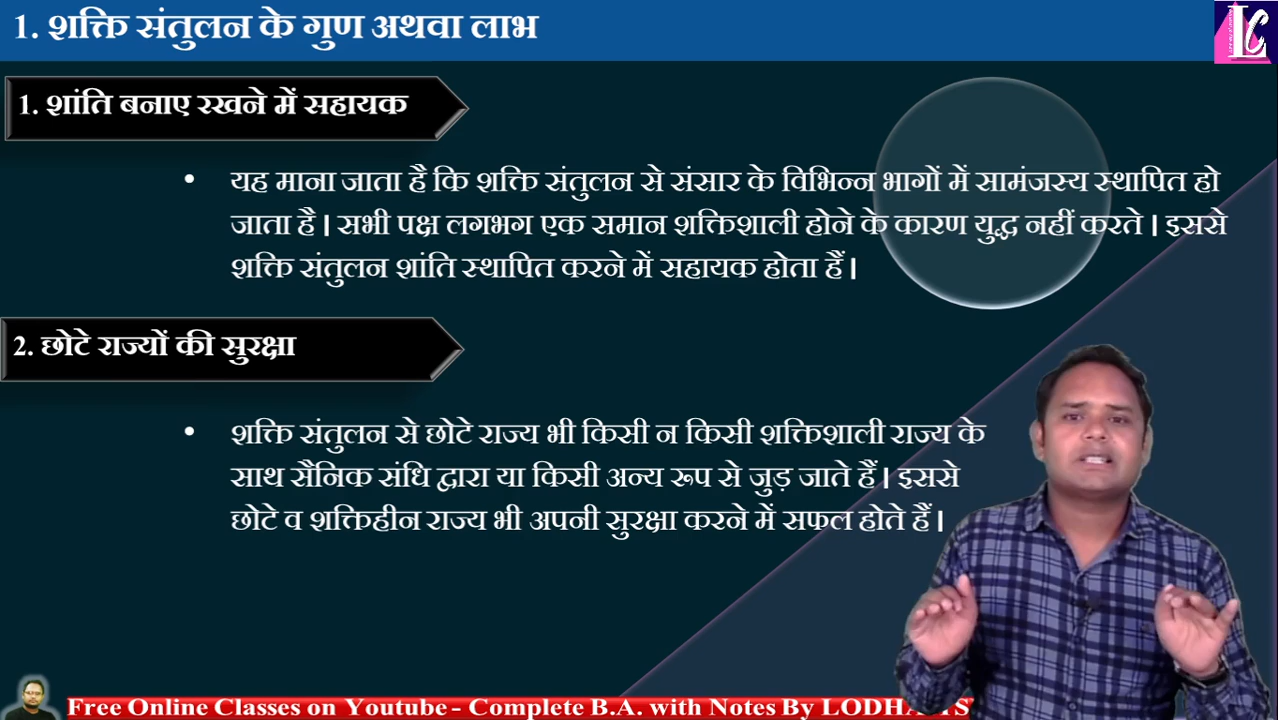 1. शक्ति संतुलन के गुण अथवा लाभ
LC
1. शांति बनाए रखने में सहायक
• यह माना जाता है कि शक्ति संतुलन से संसार के विभिन्न भागों में सामंजस्य स्थापित हो
जाता है । सभी पक्ष लगभग एक समान शक्तिशाली होने के कारण युद्ध नहीं करते । इससे
शक्ति संतुलन शांति स्थापित करने में सहायक होता हैं ।
2. छोटे राज्यों की सुरक्षा
• शक्ति संतुलन से छोटे राज्य भी किसी न किसी शक्तिशाली राज्य के
साथ सैनिक संधि द्वारा या किसी अन्य रूप से जुड़ जाते हैं । इससे
छोटे व शक्तिहीन राज्य भी अपनी सुरक्षा करने में सफल होते हैं ।
Free Online Classes on Youtube - Complete B.A. with Notes By